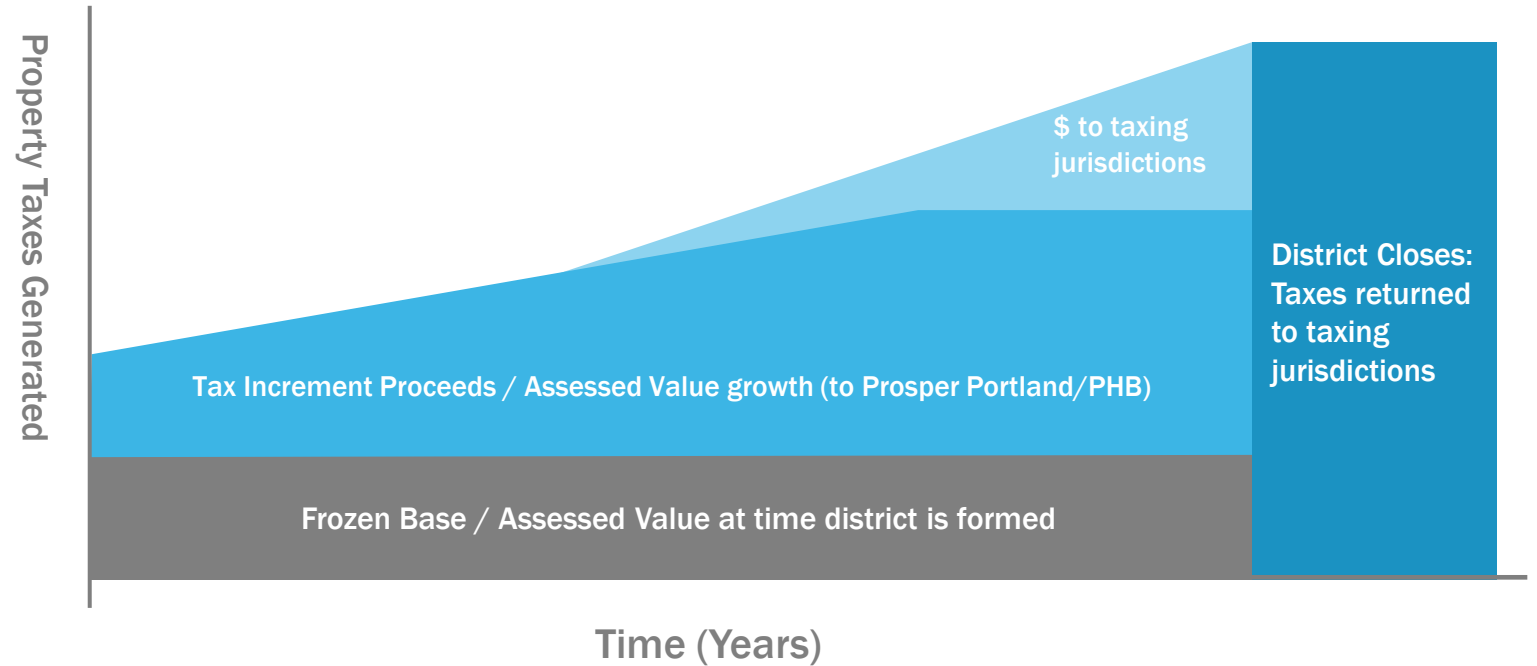 Property Taxes Generated
$ to taxing
jurisdictions
District Closes:
Taxes returned
to taxing
jurisdictions
Tax Increment Proceeds / Assessed Value growth (to Prosper Portland/PHB)
Frozen Base / Assessed Value at time district is formed
Time (Years)